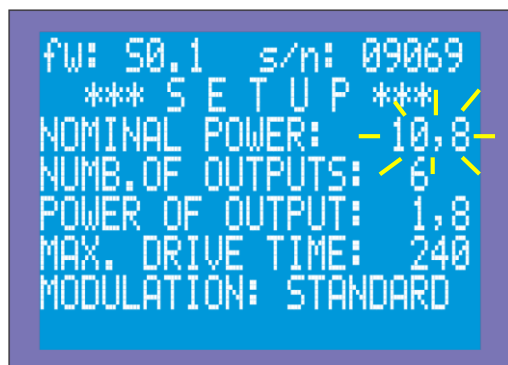 fw: S0.1 s/n: 09069
*** S E T U P ***
NOMINAL POWER: 10,8
NUMB.OF OUTPUTS: 6
POWER OF OUTPUT: 1,8
MAX. DRIVE TIME: 240
MODULATION: STANDARD